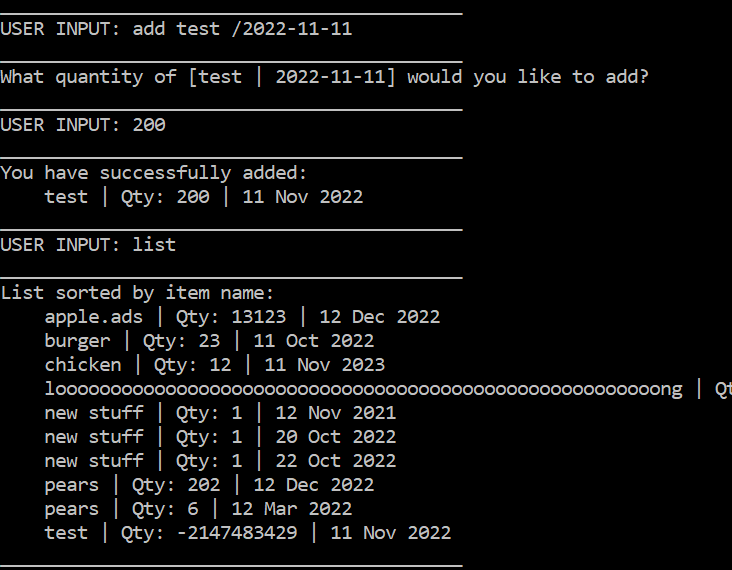 USER INPUT: add test /2022-11-11
What quantity of [test | 2022-11-11] would you like to add?
USER INPUT: 200
You have successfully added:
test | Qty: 200 | 11 Nov 2022
USER INPUT: list
List sorted by item name:
apple.ads | Qty: 13123 | 12 Dec 2022
burger | Qty: 23 | 11 Oct 2022
chicken | Qty: 12 | 11 Nov 2023
looooooooooooooooooooooooooooooooooooooooooooooooooooooooong | Qt
new stuff | Qty: 1 | 12 Nov 2021
new stuff | Qty: 1 | 20 Oct 2022
new stuff | Qty: 1 | 22 Oct 2022
pears | Qty: 202 | 12 Dec 2022
pears | Qty: 6 | 12 Mar 2022
test | Qty: -2147483429 | 11 Nov 2022